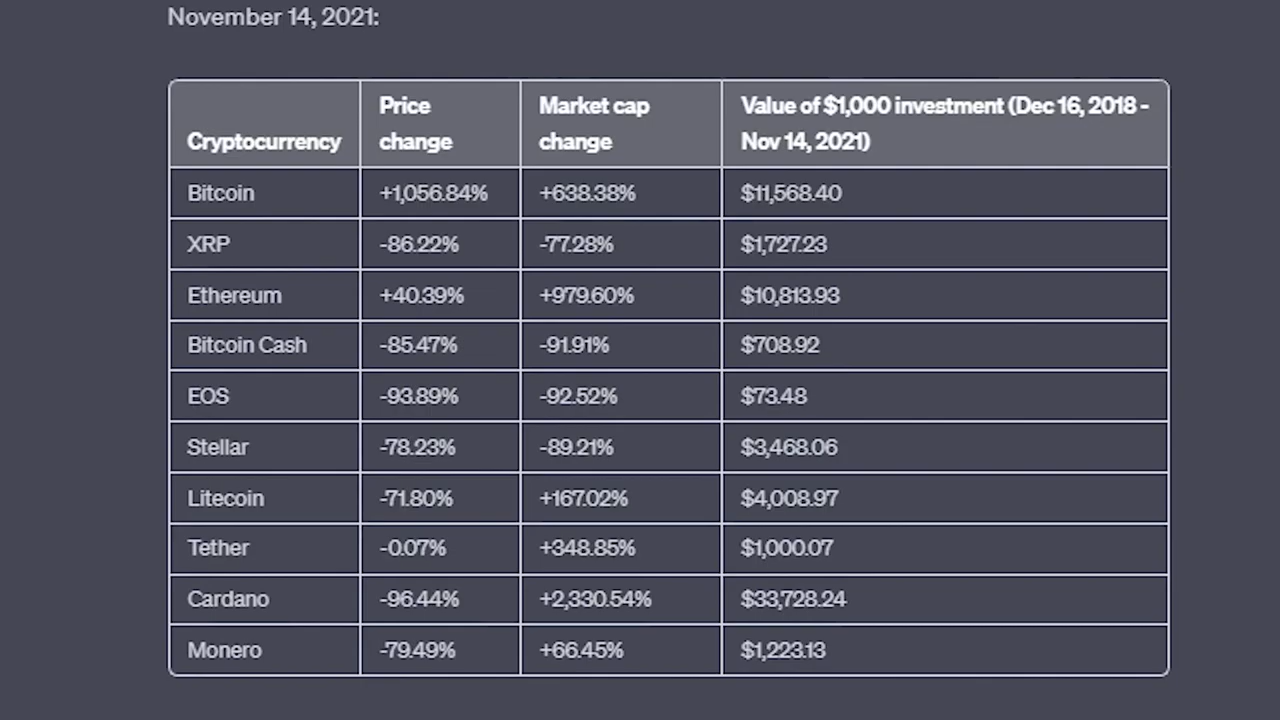 November 14, 2021:
Cryptocurrency Price change Market cap change Value of $1,000 investment (Dec 16, 2018 - Nov 14, 2021)
Bitcoin +1,056.84% +638.38% $11,568.40
XRP -86.22% -77.28% $1,727.23
Ethereum +40.39% +979.60% $10,813.93
Bitcoin Cash -85.47% -91.91% $708.92
EOS -93.89% -92.52% $73.48
Stellar -78.23% -89.21% $3,468.06
Litecoin -71.80% +167.02% $4,008.97
Tether -0.07% +348.85% $1,000.07
Cardano -96.44% +2,330.54% $33,728.24
Monero -79.49% +66.45% $1,223.13